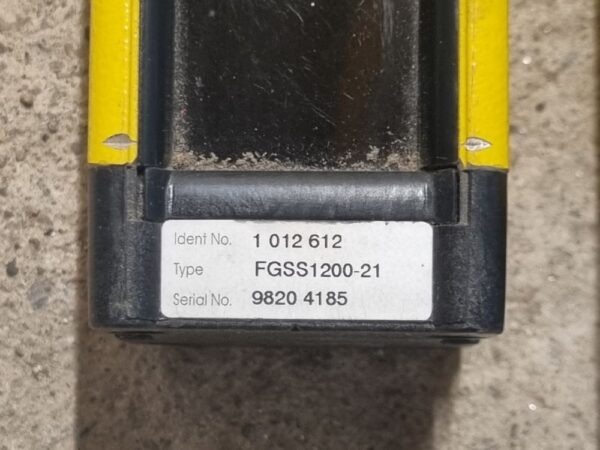 Ident No. 1 012 612
Type FGSS1200-21
Serial No. 9820 4185